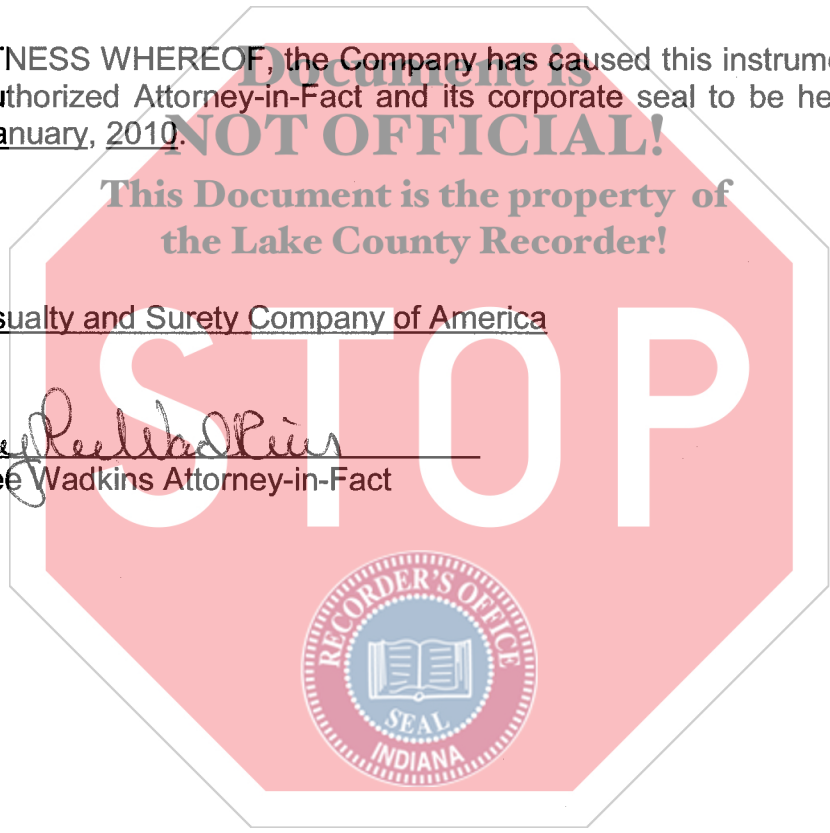 TNESS WHEREOF, the Company has caused this instrume
Document is
uthorized Attorney-in-Fact and its corporate seal to be he
anuary, 2010.
NOT OFFICIAL!
This Document is the property of
the Lake County Recorder!
sualty and Surety Company of America
STOP
ee Wadkins Attorney-in-Fact
RECORDER'S OFFICE
SEAL
INDIANA